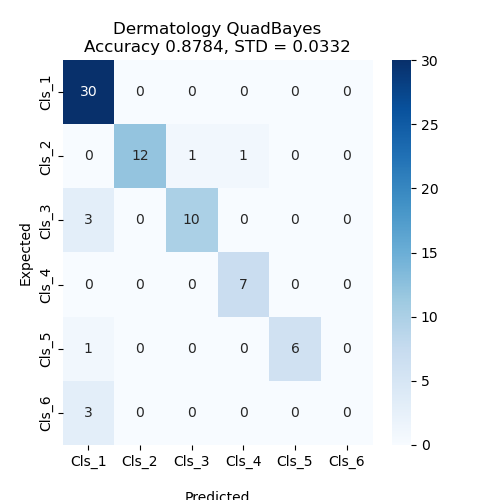 Dermatology QuadBayes
Accuracy 0.8784, STD = 0.0332
Cls_1 30 0 0 0 0 0
Cls_2 0 12 1 1 0 0
Cls_3 3 0 10 0 0 0
Cls_4 0 0 0 7 0 0
Cls_5 1 0 0 0 6 0
Cls_6 3 0 0 0 0 0
Cls_1 Cls_2 Cls_3 Cls_4 Cls_5 Cls_6
Expected
Predicted
30
25
20
15
10
5
0